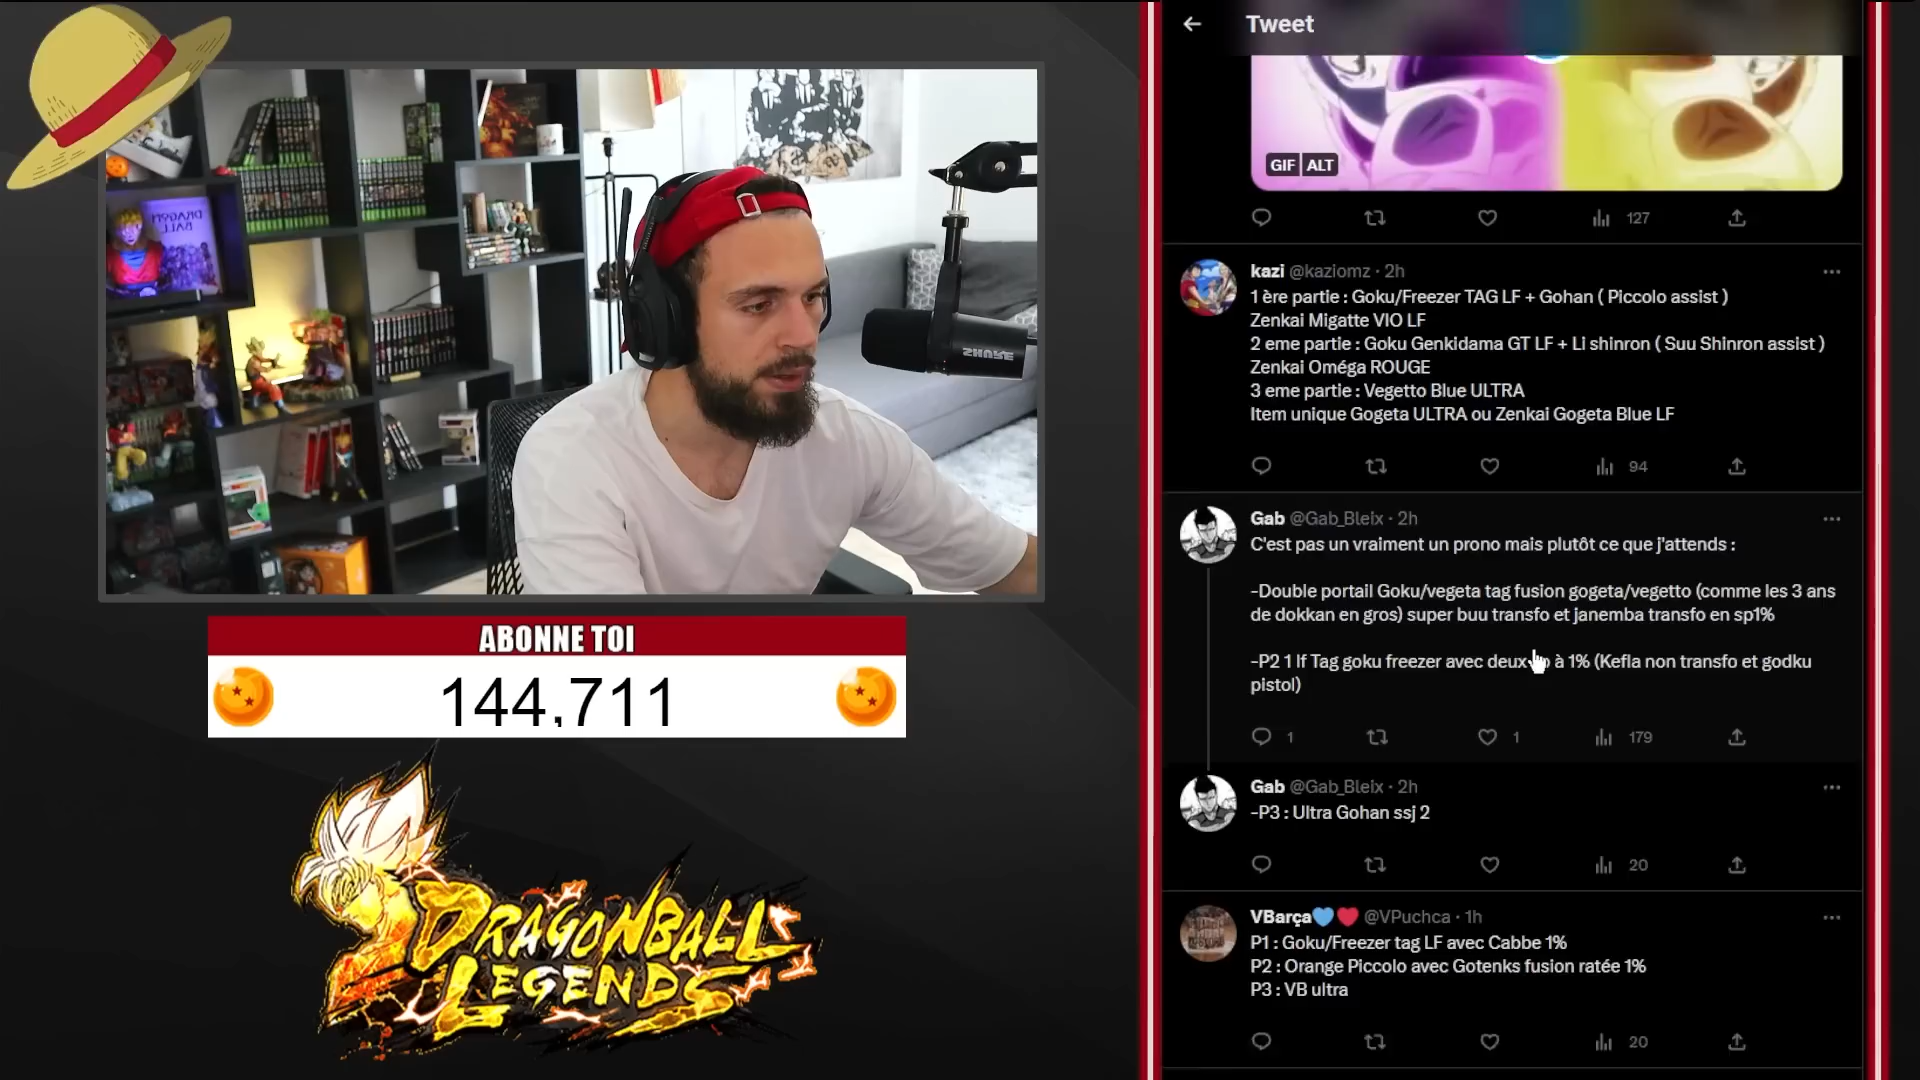 Tweet
GIF ALT
127
kazi @kaziomz · 2h
1 ère partie : Goku/Freezer TAG LF + Gohan ( Piccolo assist )
Zenkai Migatte VIO LF
2 eme partie : Goku Genkidama GT LF + Li shinron ( Suu Shinron assist )
Zenkai Oméga ROUGE
3 eme partie : Vegetto Blue ULTRA
Item unique Gogeta ULTRA ou Zenkai Gogeta Blue LF
94
Gab @Gab_Bleix · 2h
C'est pas un vraiment un prono mais plutôt ce que j'attends :
-Double portail Goku/vegeta tag fusion gogeta/vegetto (comme les 3 ans
de dokkan en gros) super buu transfo et janemba transfo en sp1%
-P2 1 lf Tag goku freezer avec deux à 1% (Kefla non transfo et godku
pistol)
1 1 179
Gab @Gab_Bleix · 2h
-P3 : Ultra Gohan ssj 2
20
VBarça💙❤️ @VPuchca · 1h
P1 : Goku/Freezer tag LF avec Cabbe 1%
P2 : Orange Piccolo avec Gotenks fusion ratée 1%
P3 : VB ultra
20
SHURE
DRAGON
BALL
ABONNE TOI
144,711
DRAGONBALL
LEGENDS